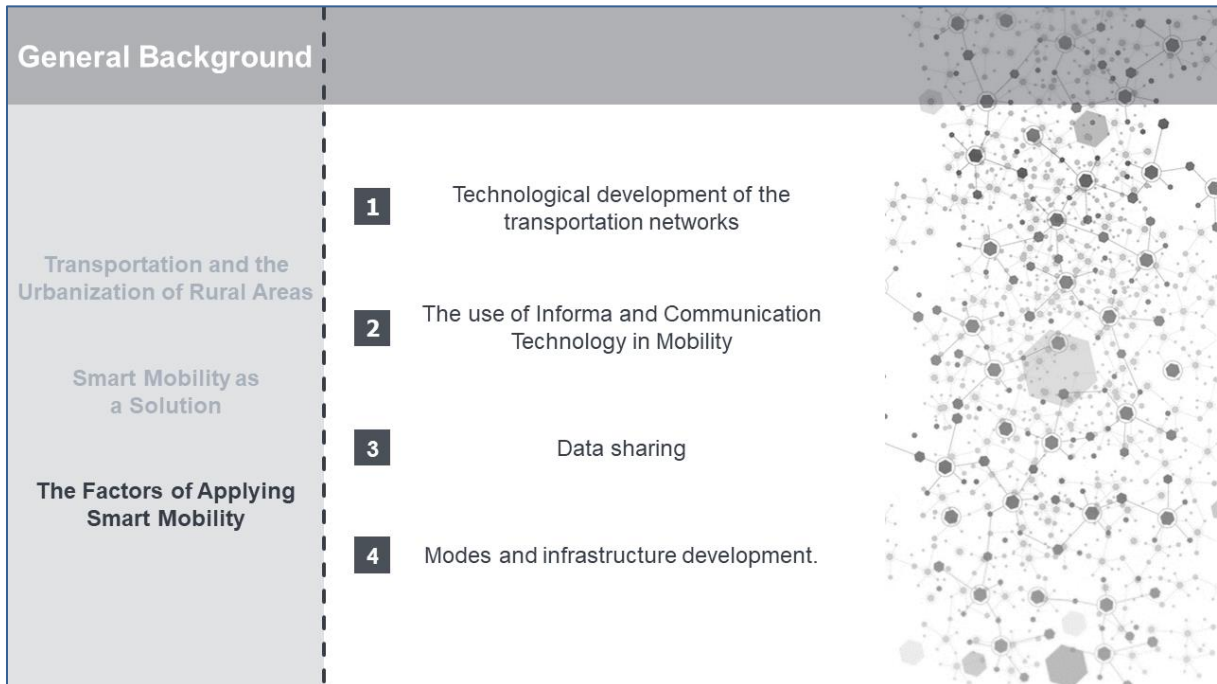 General Background
Transportation and the
Urbanization of Rural Areas
Smart Mobility as
a Solution
The Factors of Applying
Smart Mobility
1
Technological development of the
transportation networks
2
The use of Informa and Communication
Technology in Mobility
3
Data sharing
4
Modes and infrastructure development.